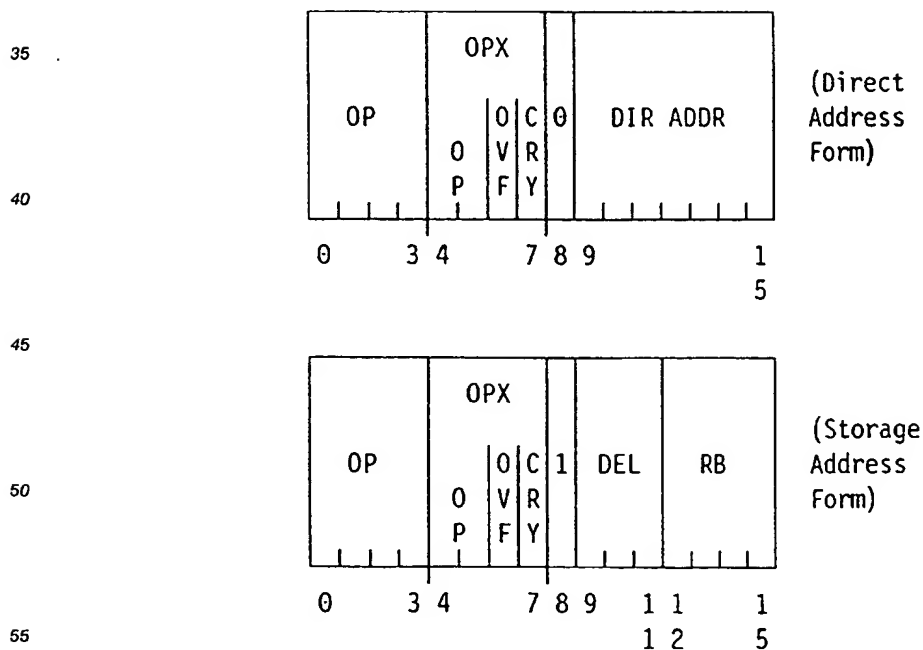 35
OPX
(Direct
OP O C 0 DIR ADDR Address
O V R Form)
P F Y
40
0 3 4 7 8 9 1
5
45
OPX
(Storage
OP O C 1 DEL RB Address
50 O V R Form)
P F Y
0 3 4 7 8 9 1 1 1
55 1 2 5